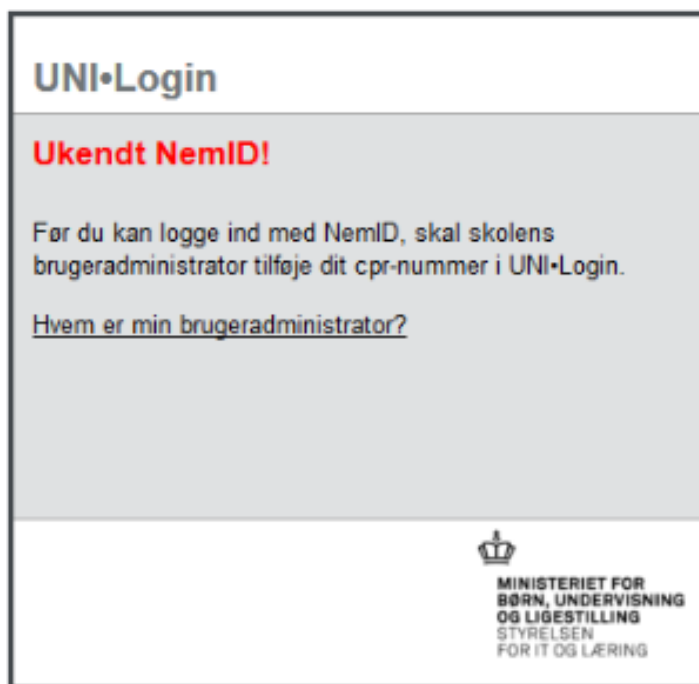 UNI•Login
Ukendt NemID!
Før du kan logge ind med NemID, skal skolens
brugeradministrator tilføje dit cpr-nummer i UNI•Login.
Hvem er min brugeradministrator?
MINISTERIET FOR
BØRN, UNDERVISNING
OG LIGESTILLING
STYRELSEN
FOR IT OG LÆRING